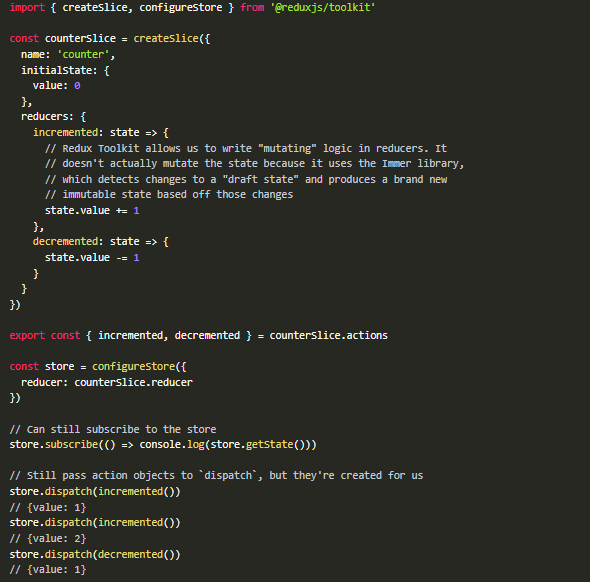 import { createSlice, configureStore } from '@reduxjs/toolkit'

const counterSlice = createSlice({
  name: 'counter',
  initialState: {
    value: 0
  },
  reducers: {
    incremented: state => {
      // Redux Toolkit allows us to write "mutating" logic in reducers. It
      // doesn't actually mutate the state because it uses the Immer library,
      // which detects changes to a "draft state" and produces a brand new
      // immutable state based off those changes
      state.value += 1
    },
    decremented: state => {
      state.value -= 1
    }
  }
})

export const { incremented, decremented } = counterSlice.actions

const store = configureStore({
  reducer: counterSlice.reducer
})

// Can still subscribe to the store
store.subscribe(() => console.log(store.getState()))

// Still pass action objects to `dispatch`, but they're created for us
store.dispatch(incremented())
// {value: 1}
store.dispatch(incremented())
// {value: 2}
store.dispatch(decremented())
// {value: 1}